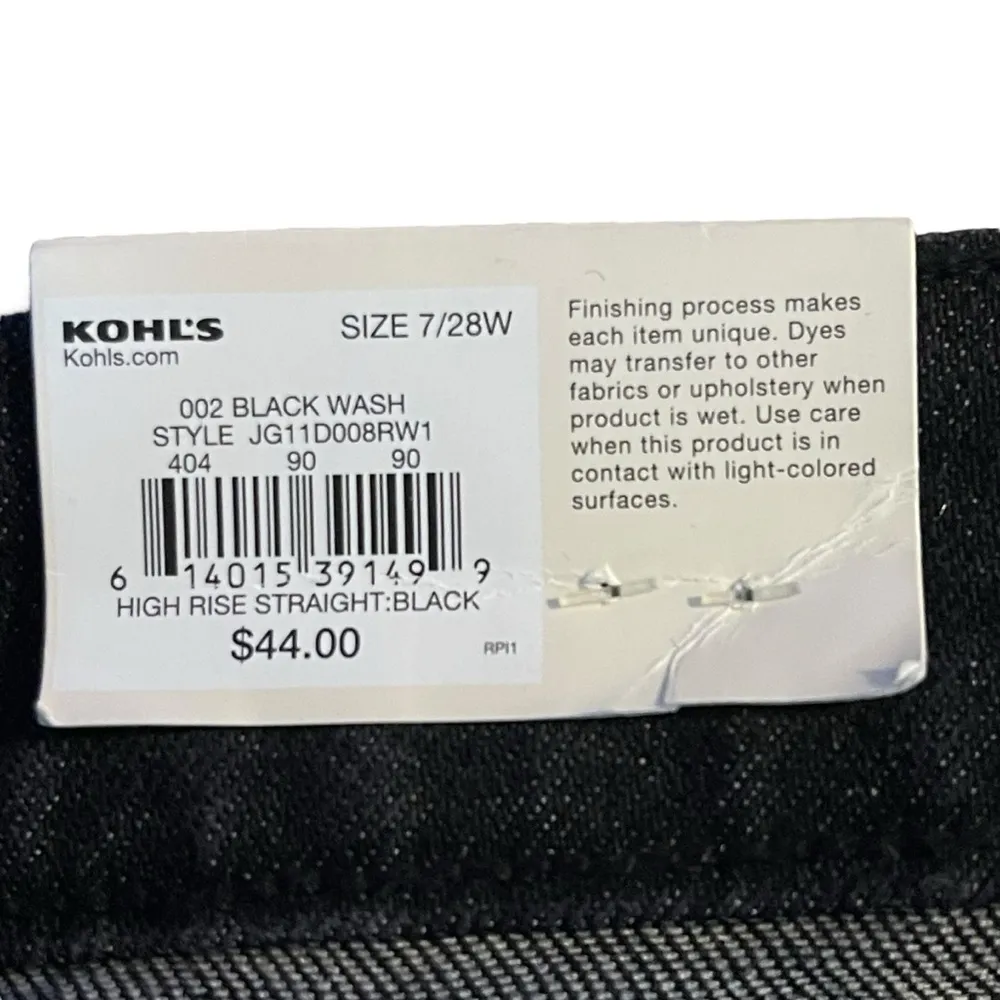 KOHL'S
Kohls.com
SIZE 7/28W
002 BLACK WASH
STYLE JG11D008RW1
404 90 90
6 14015 39149 9
HIGH RISE STRAIGHT:BLACK
$44.00
RPI1
Finishing process makes
each item unique. Dyes
may transfer to other
fabrics or upholstery when
product is wet. Use care
when this product is in
contact with light-colored
surfaces.